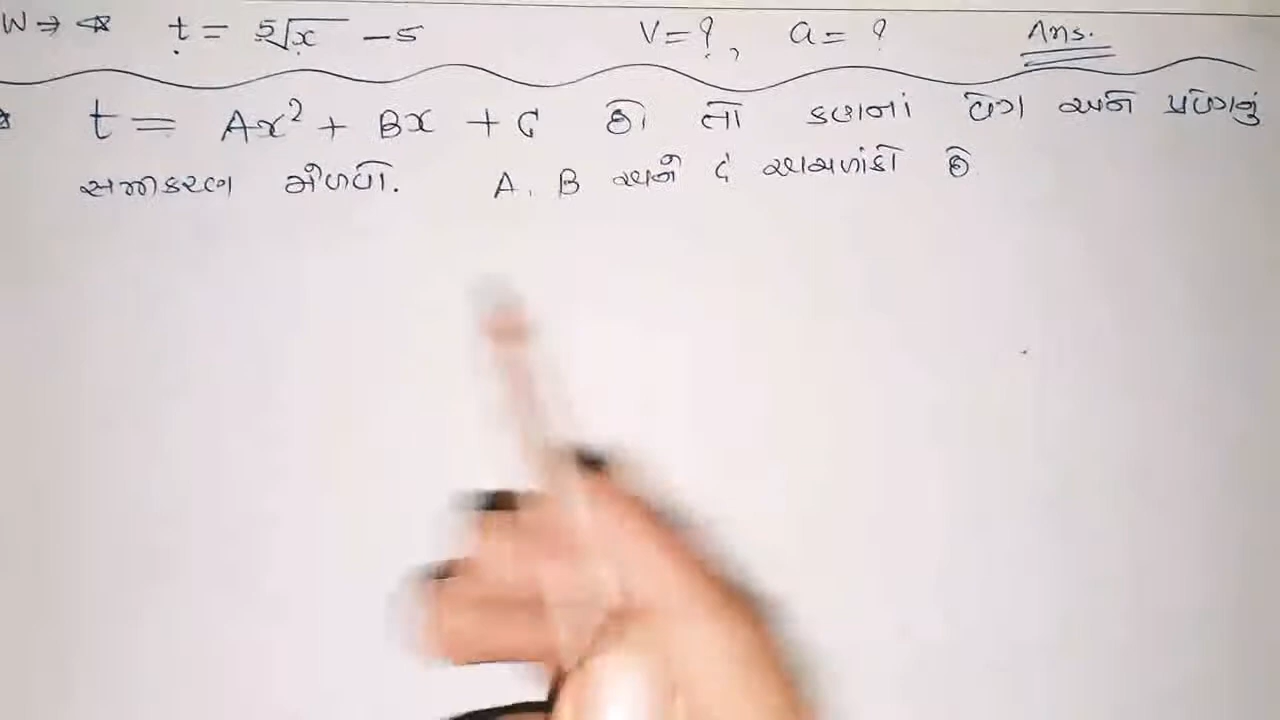 W ⇒ ☆ t = ⁵√x - 5 v = ?, a = ? Ans.
t = Ax² + Bx + C છે તો કણનાં વેગ અને પ્રવેગનું
સમીકરણ મેળવો. A, B અને C અચળાંકો છે